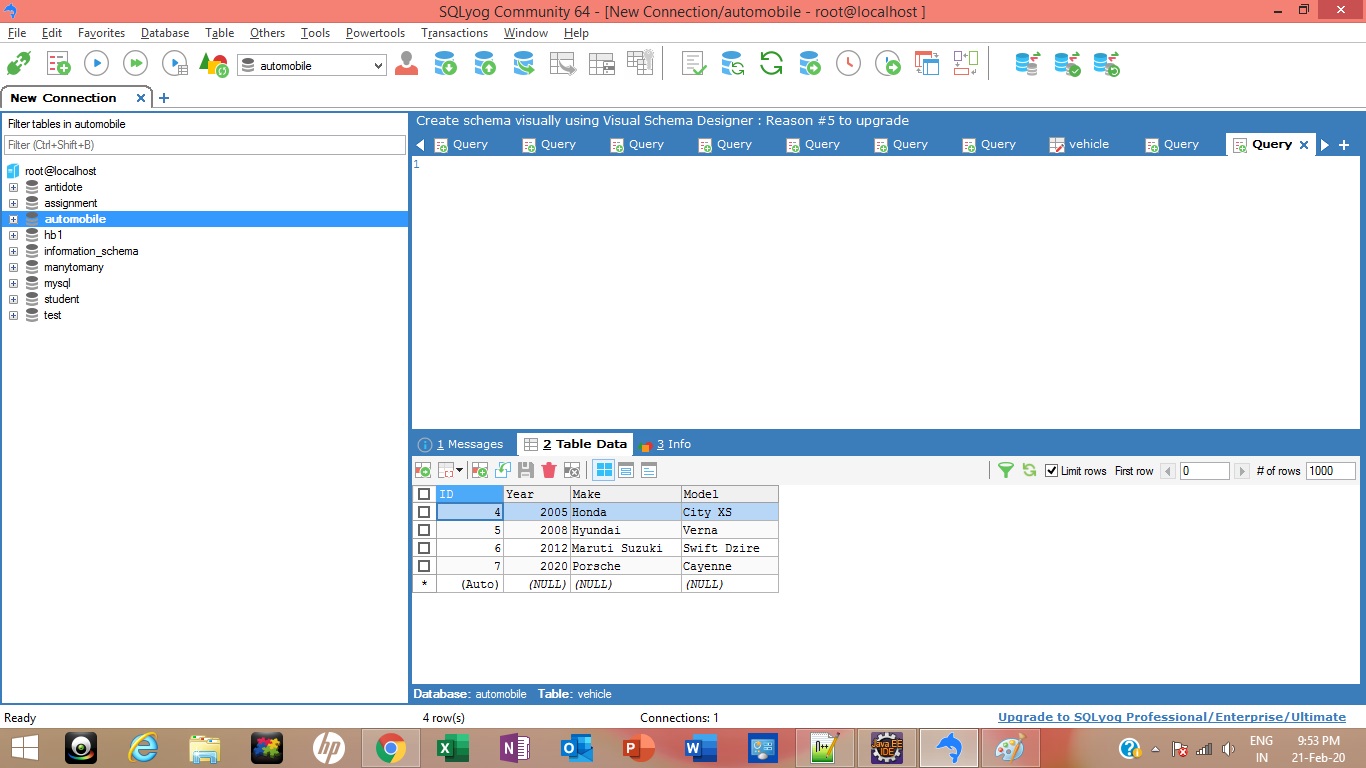 SQLyog Community 64 - [New Connection/automobile - root@localhost ]
File Edit Favorites Database Table Others Tools Powertools Transactions Window Help
automobile
New Connection
Filter tables in automobile
Filter (Ctrl+Shift+B)
root@localhost
antidote
assignment
automobile
hb1
information_schema
manytomany
mysql
student
test
Create schema visually using Visual Schema Designer : Reason #5 to upgrade
Query Query Query Query Query Query Query vehicle Query Query
1
1 Messages 2 Table Data 3 Info
Limit rows First row 0 # of rows 1000
ID Year Make Model
4 2005 Honda City XS
5 2008 Hyundai Verna
6 2012 Maruti Suzuki Swift Dzire
7 2020 Porsche Cayenne
* (Auto) (NULL) (NULL) (NULL)
Database: automobile Table: vehicle
Ready 4 row(s) Connections: 1 Upgrade to SQLyog Professional/Enterprise/Ultimate
ENG 9:53 PM
IN 21-Feb-20